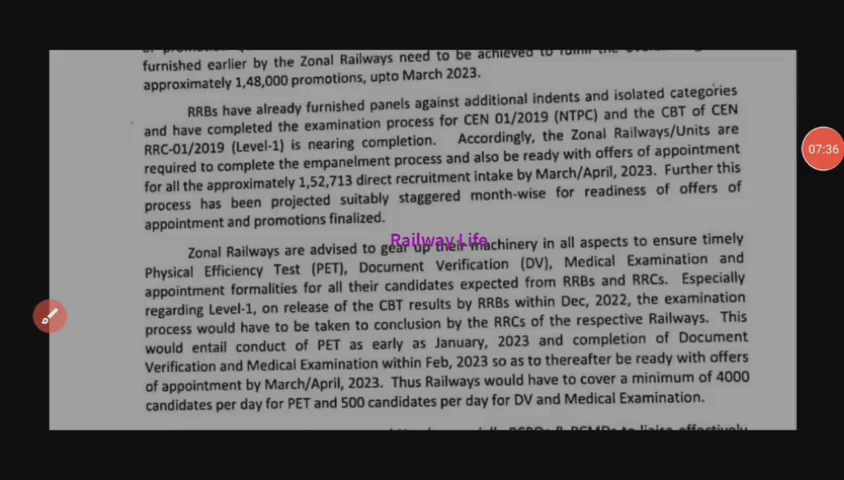 furnished earlier by the Zonal Railways need to be achieved to fulfil the
approximately 1,48,000 promotions, upto March 2023.
RRBs have already furnished panels against additional indents and isolated categories
and have completed the examination process for CEN 01/2019 (NTPC) and the CBT of CEN
RRC-01/2019 (Level-1) is nearing completion. Accordingly, the Zonal Railways/Units are
required to complete the empanelment process and also be ready with offers of appointment
for all the approximately 1,52,713 direct recruitment intake by March/April, 2023. Further this
process has been projected suitably staggered month-wise for readiness of offers of
appointment and promotions finalized.
Railway Life
Zonal Railways are advised to gear up their machinery in all aspects to ensure timely
Physical Efficiency Test (PET), Document Verification (DV), Medical Examination and
appointment formalities for all their candidates expected from RRBs and RRCs. Especially
regarding Level-1, on release of the CBT results by RRBs within Dec, 2022, the examination
process would have to be taken to conclusion by the RRCs of the respective Railways. This
would entail conduct of PET as early as January, 2023 and completion of Document
Verification and Medical Examination within Feb, 2023 so as to thereafter be ready with offers
of appointment by March/April, 2023. Thus Railways would have to cover a minimum of 4000
candidates per day for PET and 500 candidates per day for DV and Medical Examination.
to liaise effectively
07:36